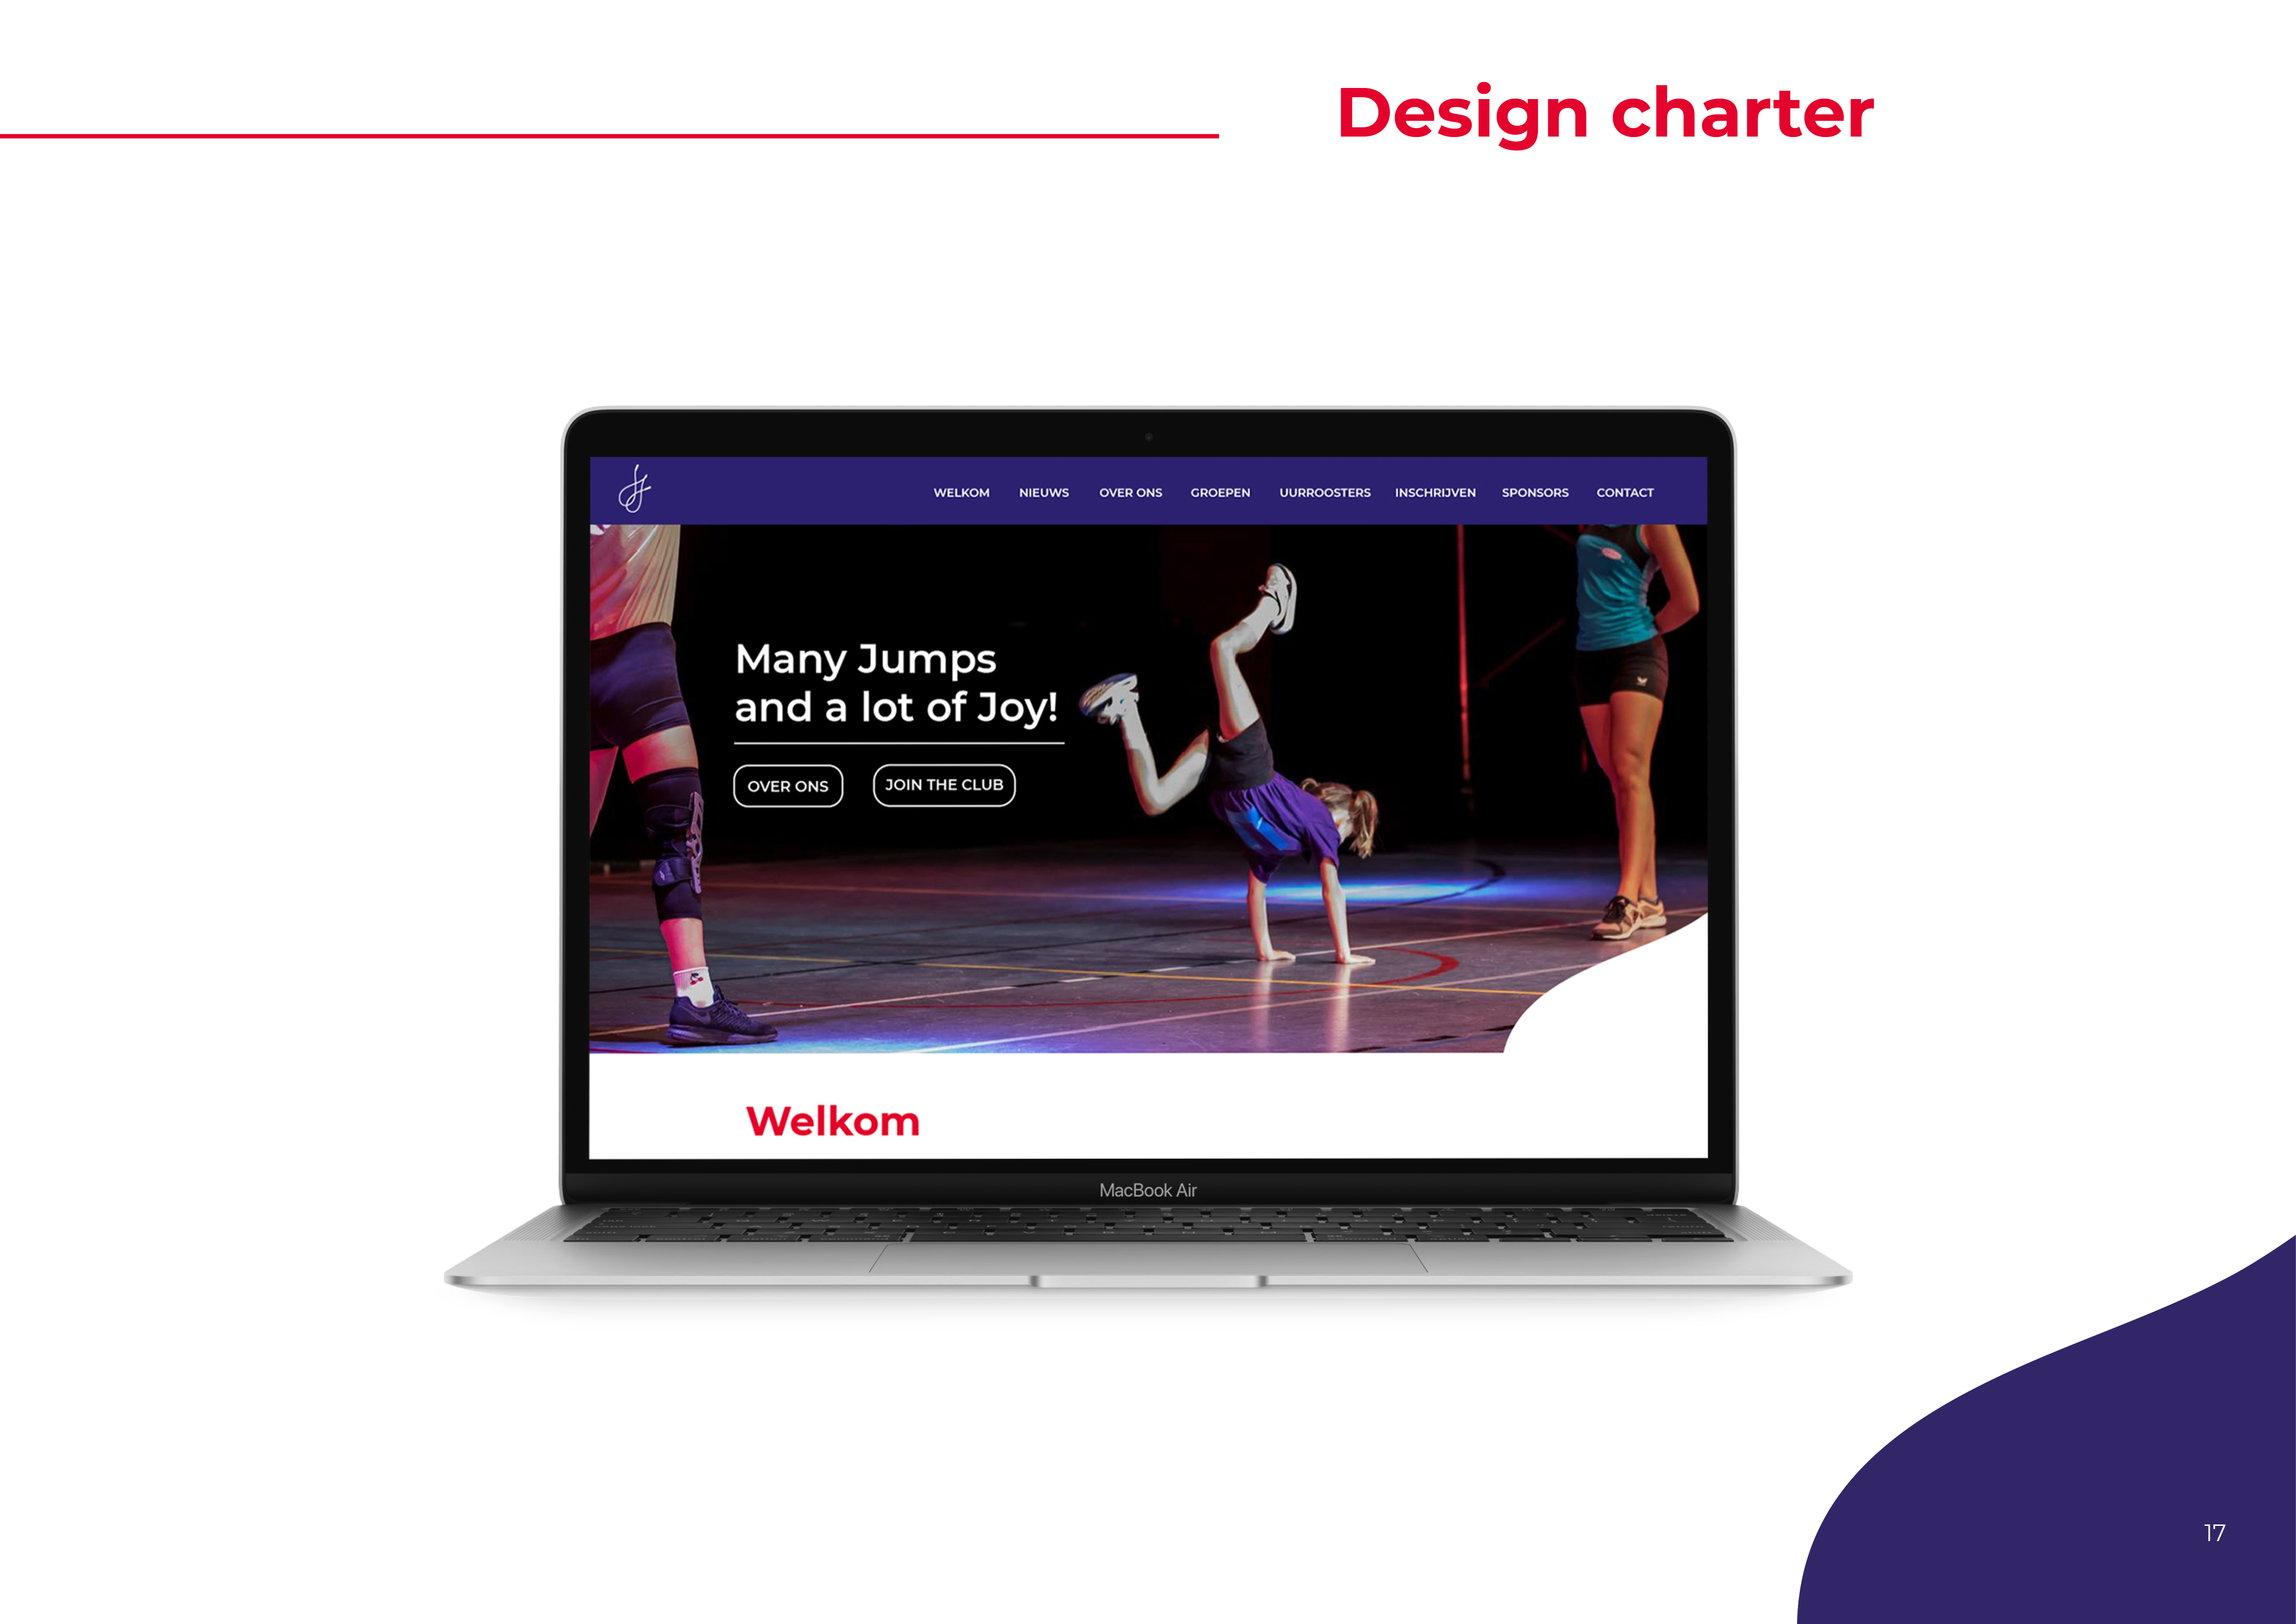 Design charter
WELKOM NIEUWS OVER ONS GROEPEN UURROOSTERS INSCHRIJVEN SPONSORS CONTACT
Many Jumps
and a lot of Joy!
OVER ONS JOIN THE CLUB
Welkom
MacBook Air
17